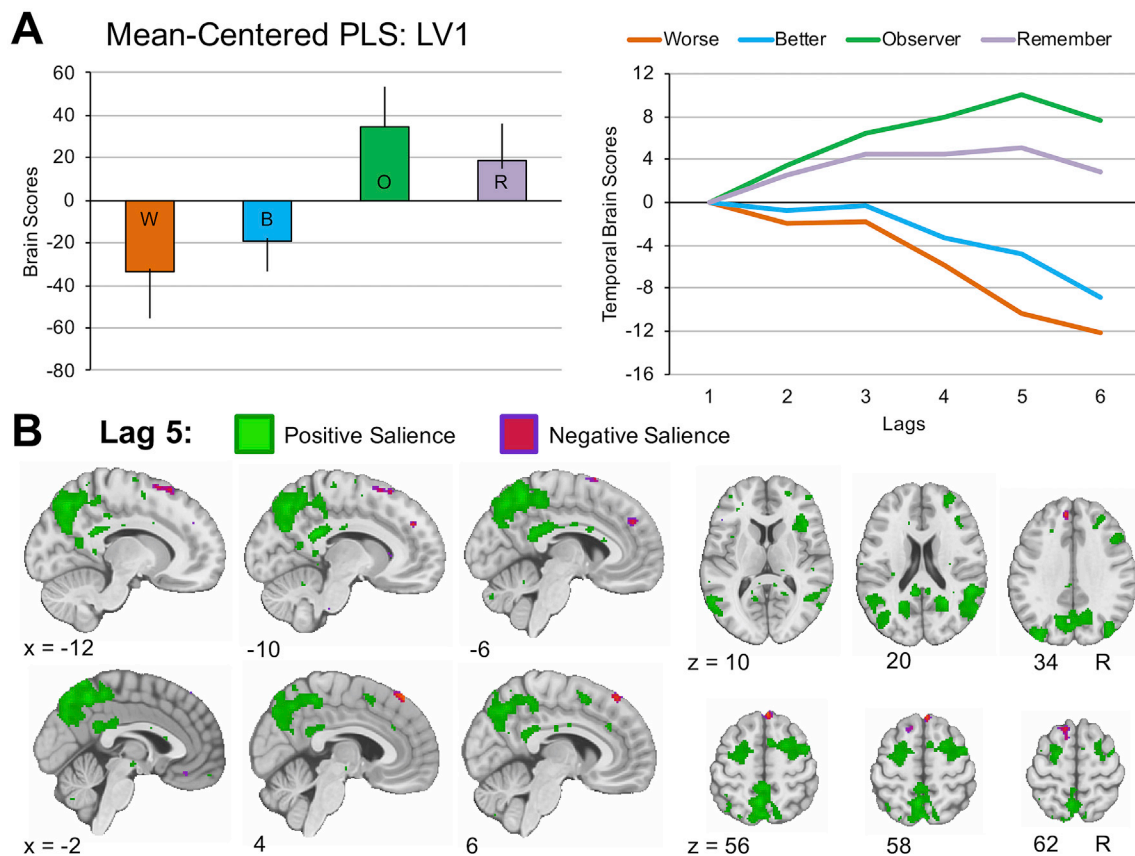 A
Mean-Centered PLS: LV1
Brain Scores
60
40
20
0
-20
-40
-60
-80
W
B
O
R
Worse
Better
Observer
Remember
Temporal Brain Scores
12
8
4
0
-4
-8
-12
-16
1 2 3 4 5 6
Lags
B
Lag 5:
Positive Salience
Negative Salience
x = -12
-10
-6
z = 10
20
34
R
x = -2
4
6
z = 56
58
62
R